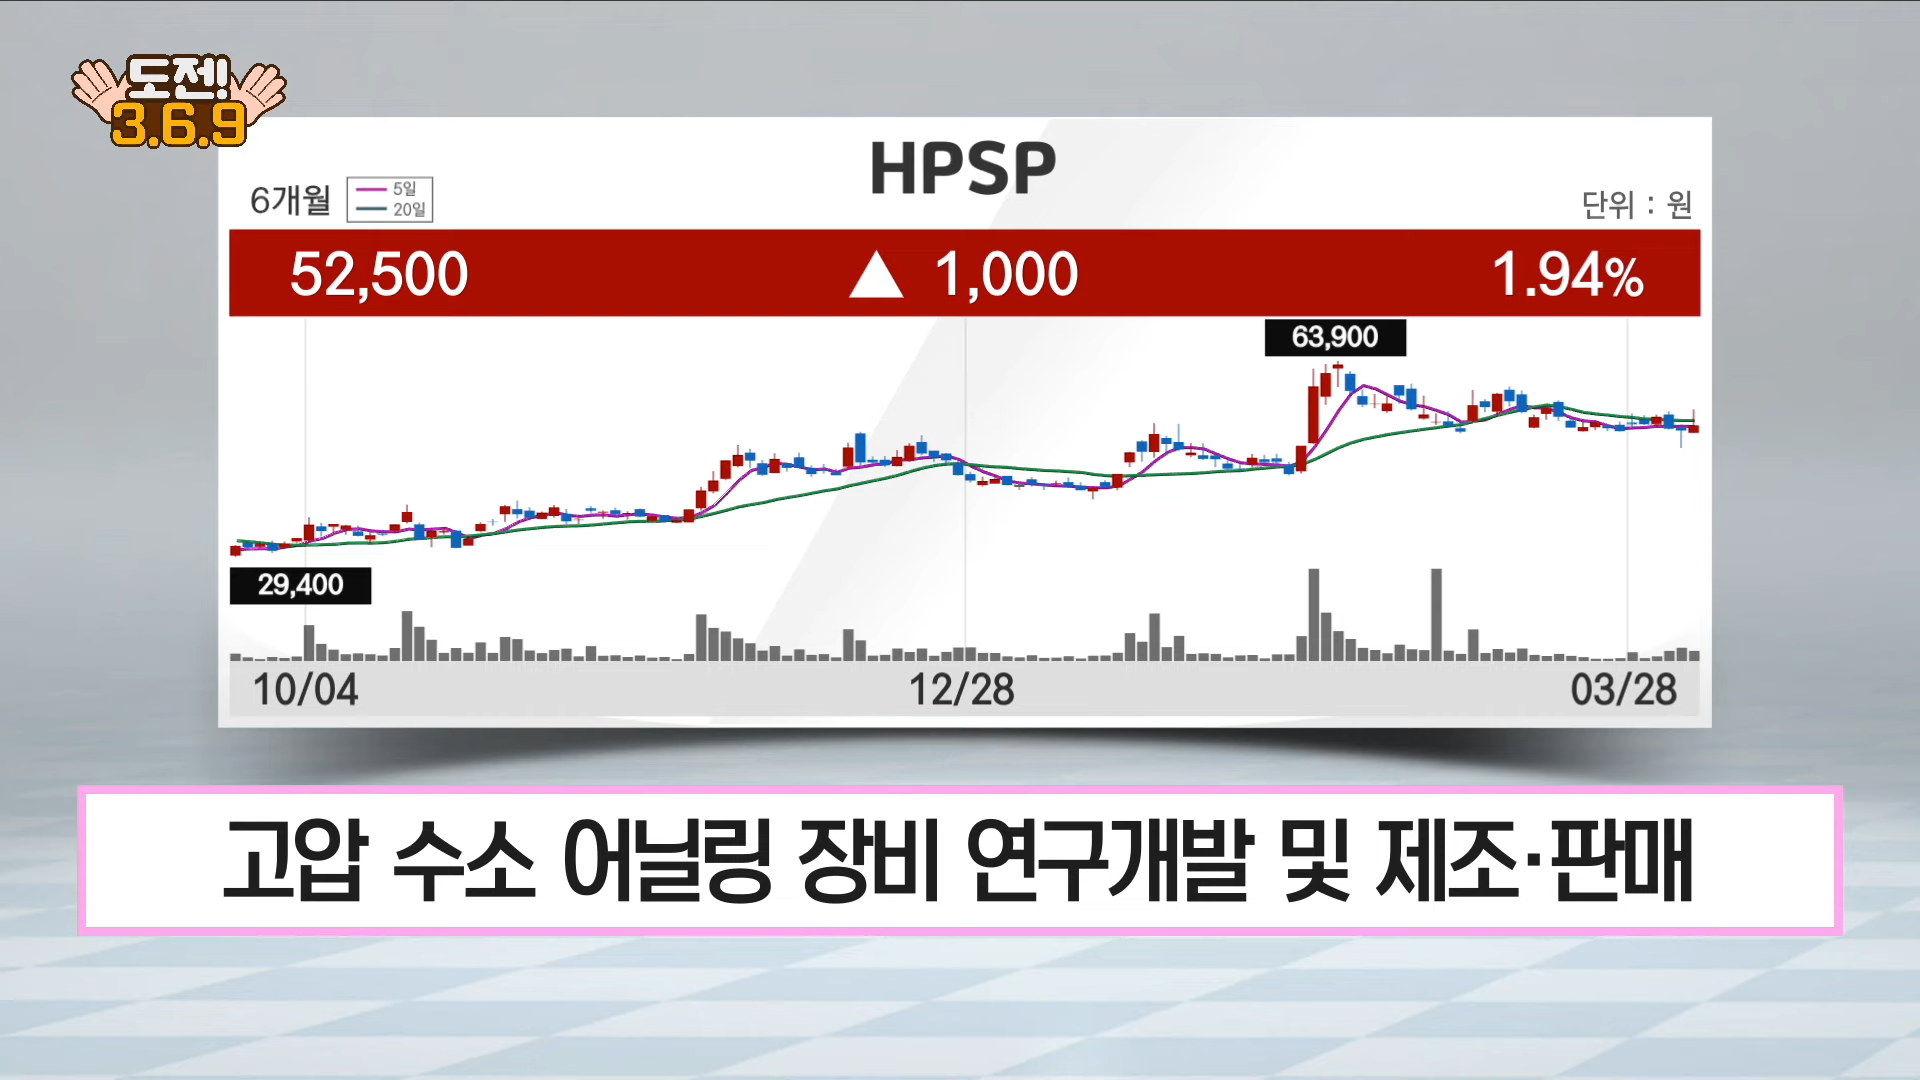 도젠!
3.6.9
HPSP
6개월
5일
20일
단위 : 원
52,500 ▲ 1,000 1.94%
63,900
29,400
10/04 12/28 03/28
고압 수소 어닐링 장비 연구개발 및 제조·판매